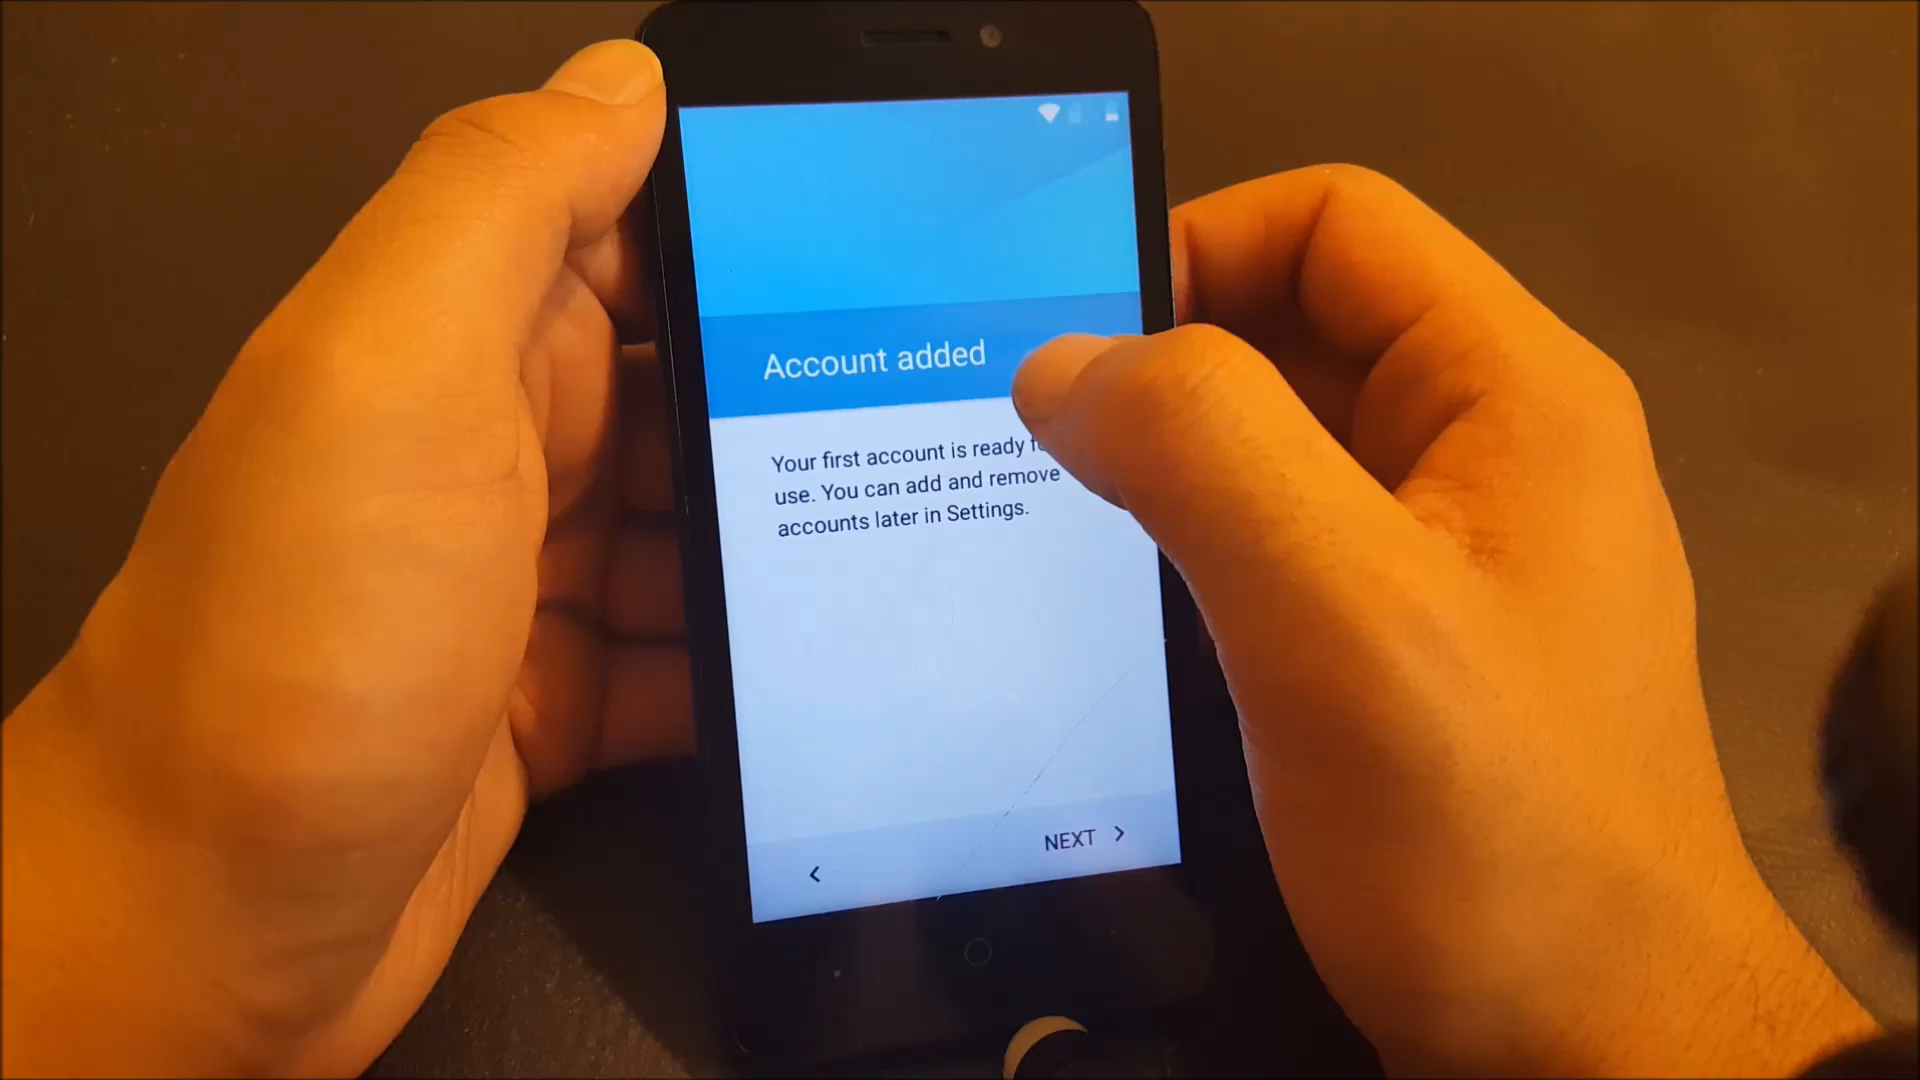 Account added
Your first account is ready
use. You can add and remove
accounts later in Settings.
NEXT